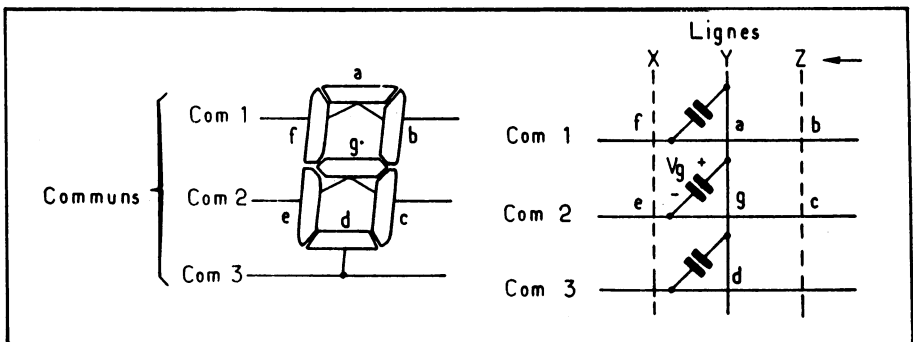 Communs
a
Com 1
f
b
g
Com 2
e
d
c
Com 3
Lignes
X Y Z
Com 1 f a b
Vg + -
Com 2 e g c
Com 3 d